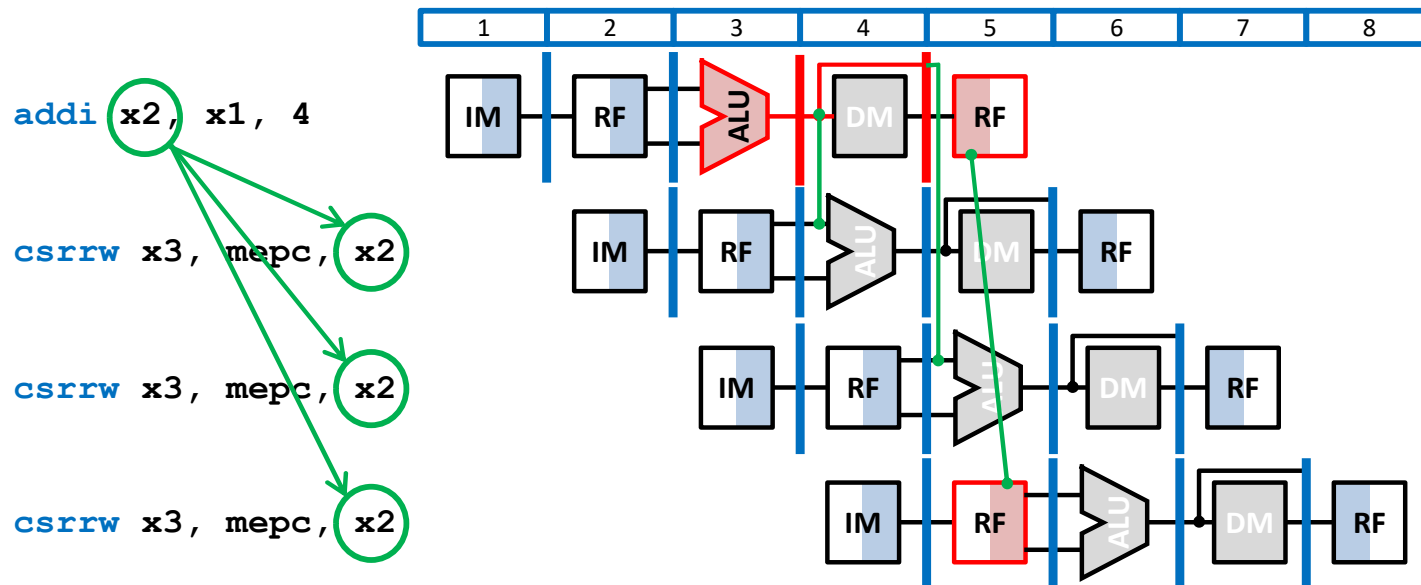 1 2 3 4 5 6 7 8
addi x2, x1, 4
IM RF ALU DM RF
csrrw x3, mepc, x2
IM RF ALU DM RF
csrrw x3, mepc, x2
IM RF ALU DM RF
csrrw x3, mepc, x2
IM RF ALU DM RF